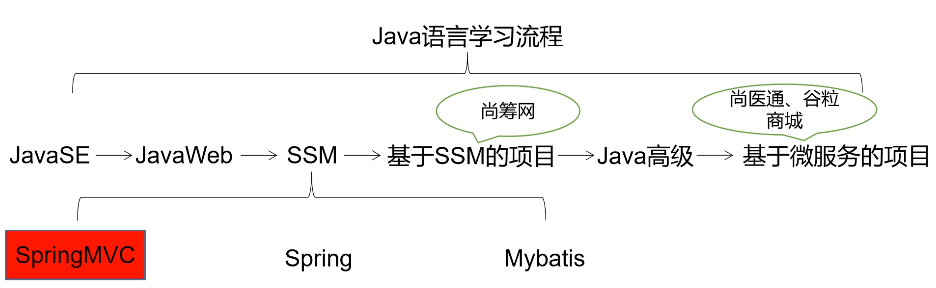 Java语言学习流程
尚筹网
尚医通、谷粒
商城
JavaSE
JavaWeb
SSM
基于SSM的项目
Java高级
基于微服务的项目
SpringMVC
Spring
Mybatis